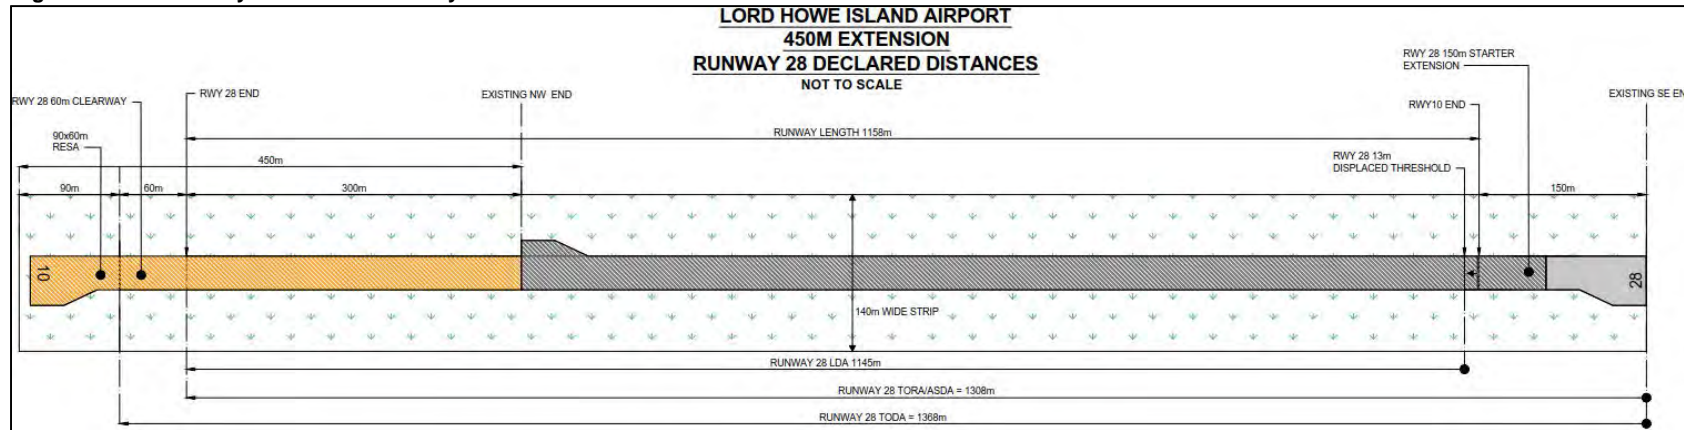 LORD HOWE ISLAND AIRPORT
450M EXTENSION
RUNWAY 28 DECLARED DISTANCES
NOT TO SCALE
RWY 28 150m STARTER
EXTENSION
RWY 28 60m CLEARWAY
RWY 28 END
EXISTING NW END
RWY10 END
EXISTING SE EN
90x60m
RESA
RUNWAY LENGTH 1158m
450m
RWY 28 13m
DISPLACED THRESHOLD
90m
60m
300m
150m
10
28
140m WIDE STRIP
RUNWAY 28 LDA 1145m
RUNWAY 28 TORA/ASDA = 1308m
RUNWAY 28 TODA = 1368m